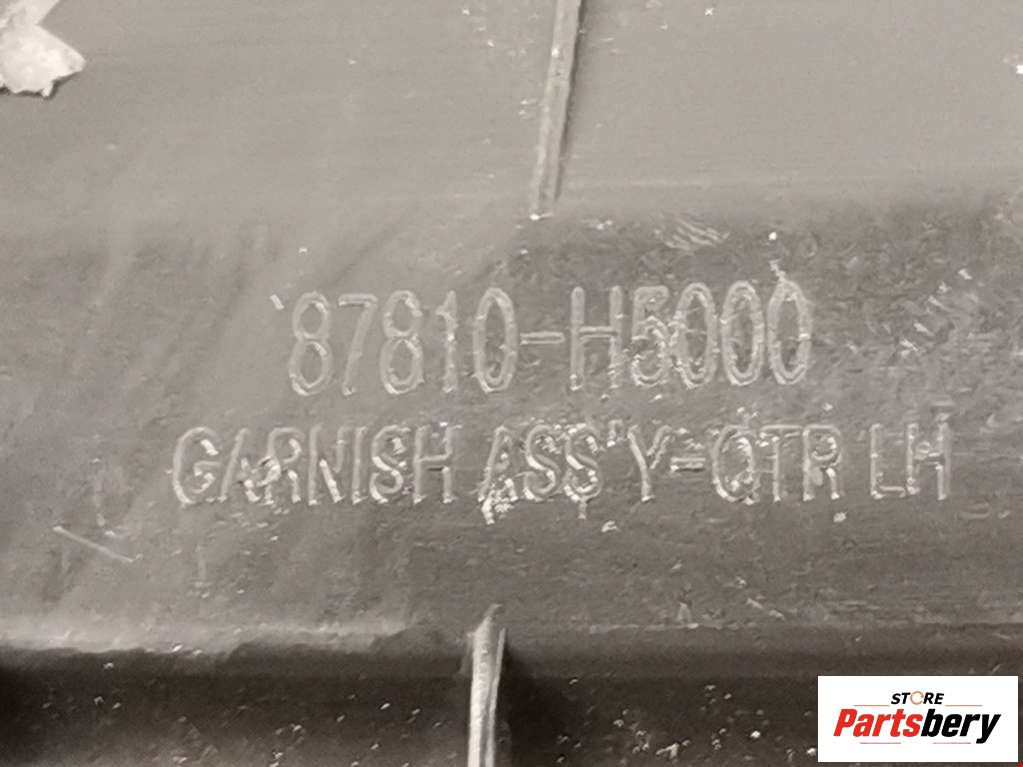 87810-H5000
GARNISH ASS'Y-QTR LH
STORE
Partsbery